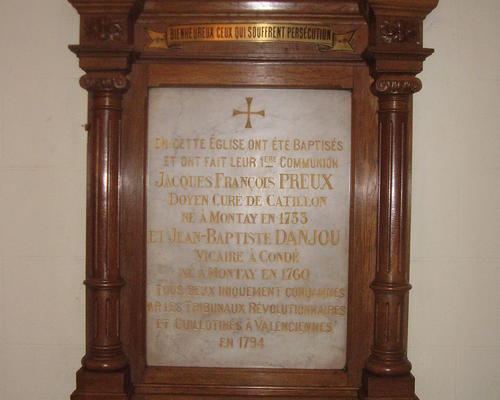 BIENHEUREUX CEUX QUI SOUFFRENT PERSÉCUTION
EN CETTE ÉGLISE ONT ÉTÉ BAPTISÉS
ET ONT FAIT LEUR 1ÈRE COMMUNION
JACQUES FRANÇOIS PREUX
DOYEN CURE DE CATILLON
NÉ À MONTAY EN 1733
ET JEAN-BAPTISTE DANJOU
VICAIRE À CONDÉ
NÉ À MONTAY EN 1760
TOUS DEUX INIQUEMENT CONDAMNÉS
PAR LES TRIBUNAUX RÉVOLUTIONNAIRES
ET GUILLOTINÉS À VALENCIENNES
EN 1794